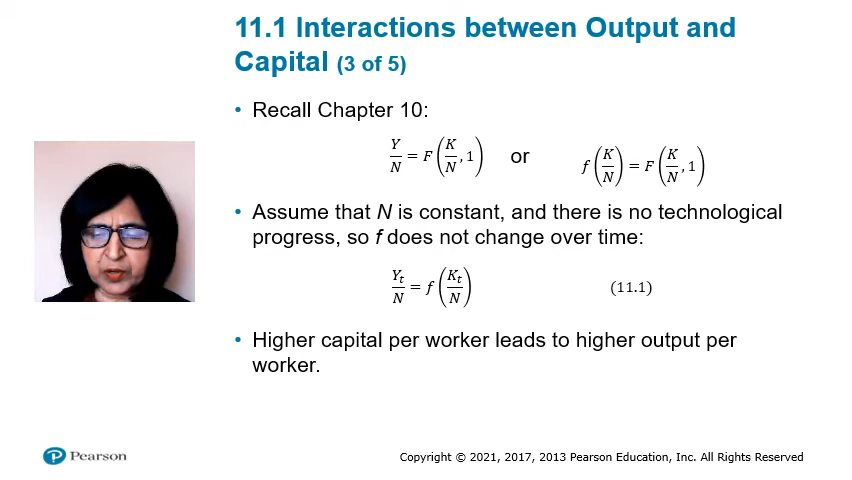 11.1 Interactions between Output and
Capital (3 of 5)
• Recall Chapter 10:
Y/N = F(K/N, 1) or f(K/N) = F(K/N, 1)
• Assume that N is constant, and there is no technological
progress, so f does not change over time:
Yₜ/N = f(Kₜ/N) (11.1)
• Higher capital per worker leads to higher output per
worker.
Pearson
Copyright © 2021, 2017, 2013 Pearson Education, Inc. All Rights Reserved